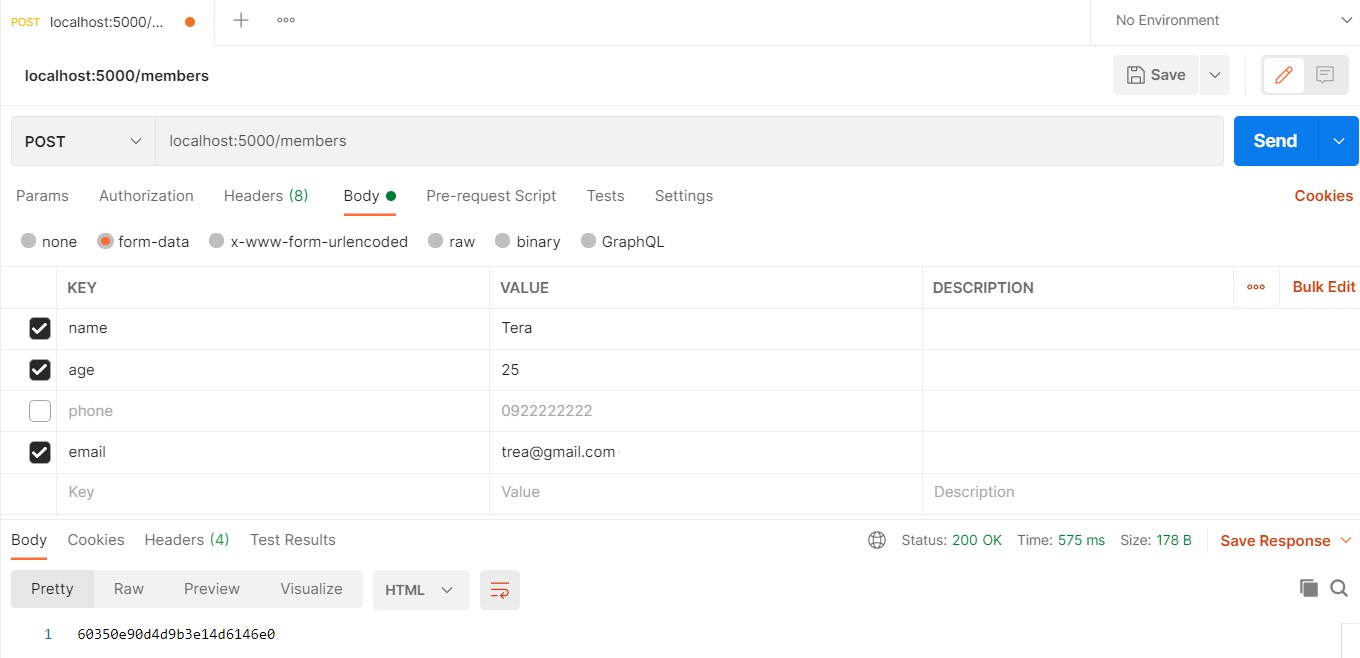 POST localhost:5000/... No Environment
localhost:5000/members Save
POST localhost:5000/members Send
Params Authorization Headers (8) Body Pre-request Script Tests Settings Cookies
none form-data x-www-form-urlencoded raw binary GraphQL
KEY VALUE DESCRIPTION Bulk Edit
name Tera
age 25
phone 0922222222
email trea@gmail.com
Key Value Description
Body Cookies Headers (4) Test Results Status: 200 OK Time: 575 ms Size: 178 B Save Response
Pretty Raw Preview Visualize HTML
1 60350e90d4d9b3e14d6146e0